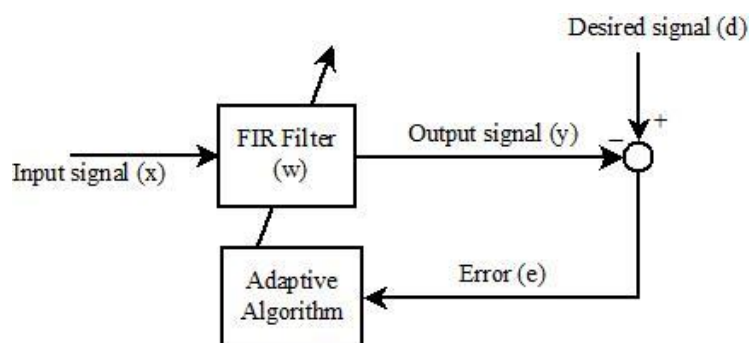 Desired signal (d)
+
−
FIR Filter
(w)
Output signal (y)
Input signal (x)
Adaptive
Algorithm
Error (e)